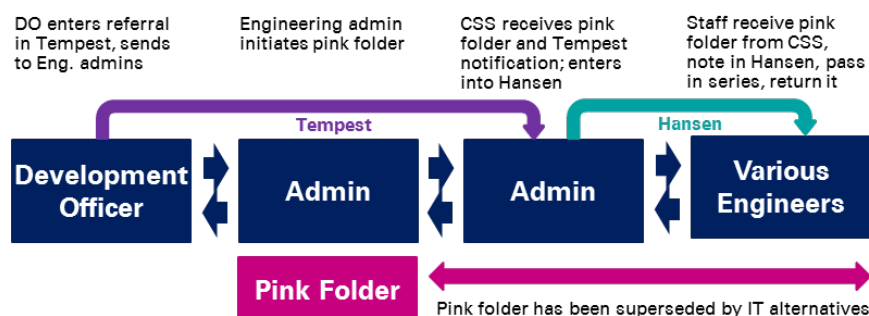 DO enters referral
in Tempest, sends
to Eng. admins
Engineering admin
initiates pink folder
CSS receives pink
folder and Tempest
notification; enters
into Hansen
Staff receive pink
folder from CSS,
note in Hansen, pass
in series, return it
Tempest
Hansen
Development
Officer
Admin
Admin
Various
Engineers
Pink Folder
Pink folder has been superseded by IT alternatives